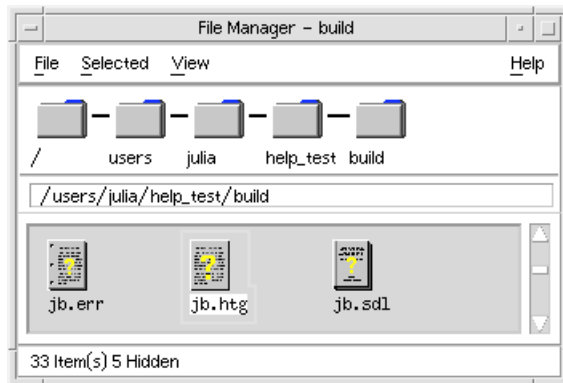 File Manager – build
File Selected View Help
/ users julia help_test build
/users/julia/help_test/build
jb.err jb.htg jb.sdl
33 Item(s) 5 Hidden